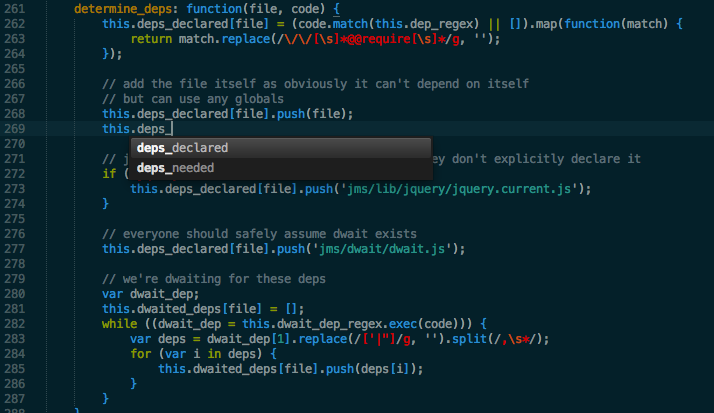 261 determine_deps: function(file, code) {
262 this.deps_declared[file] = (code.match(this.dep_regex) || []).map(function(match) {
263 return match.replace(/\/\/[\s]*@@require[\s]*/g, '');
264 });
265
266 // add the file itself as obviously it can't depend on itself
267 // but can use any globals
268 this.deps_declared[file].push(file);
269 this.deps_
270 deps_declared
271 // j ey don't explicitly declare it
deps_needed
272 if (
273 this.deps_declared[file].push('jms/lib/jquery/jquery.current.js');
274 }
275
276 // everyone should safely assume dwait exists
277 this.deps_declared[file].push('jms/dwait/dwait.js');
278
279 // we're dwaiting for these deps
280 var dwait_dep;
281 this.dwaited_deps[file] = [];
282 while ((dwait_dep = this.dwait_dep_regex.exec(code))) {
283 var deps = dwait_dep[1].replace(/['|"]/g, '').split(/,\s*/);
284 for (var i in deps) {
285 this.dwaited_deps[file].push(deps[i]);
286 }
287 }